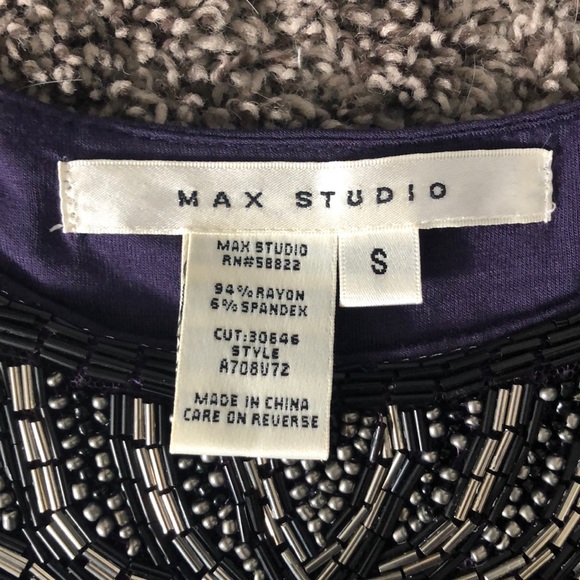 MAX STUDIO
MAX STUDIO
RN#58822
S
94% RAYON
6% SPANDEX
CUT:30646
STYLE
A708U72
MADE IN CHINA
CARE ON REVERSE